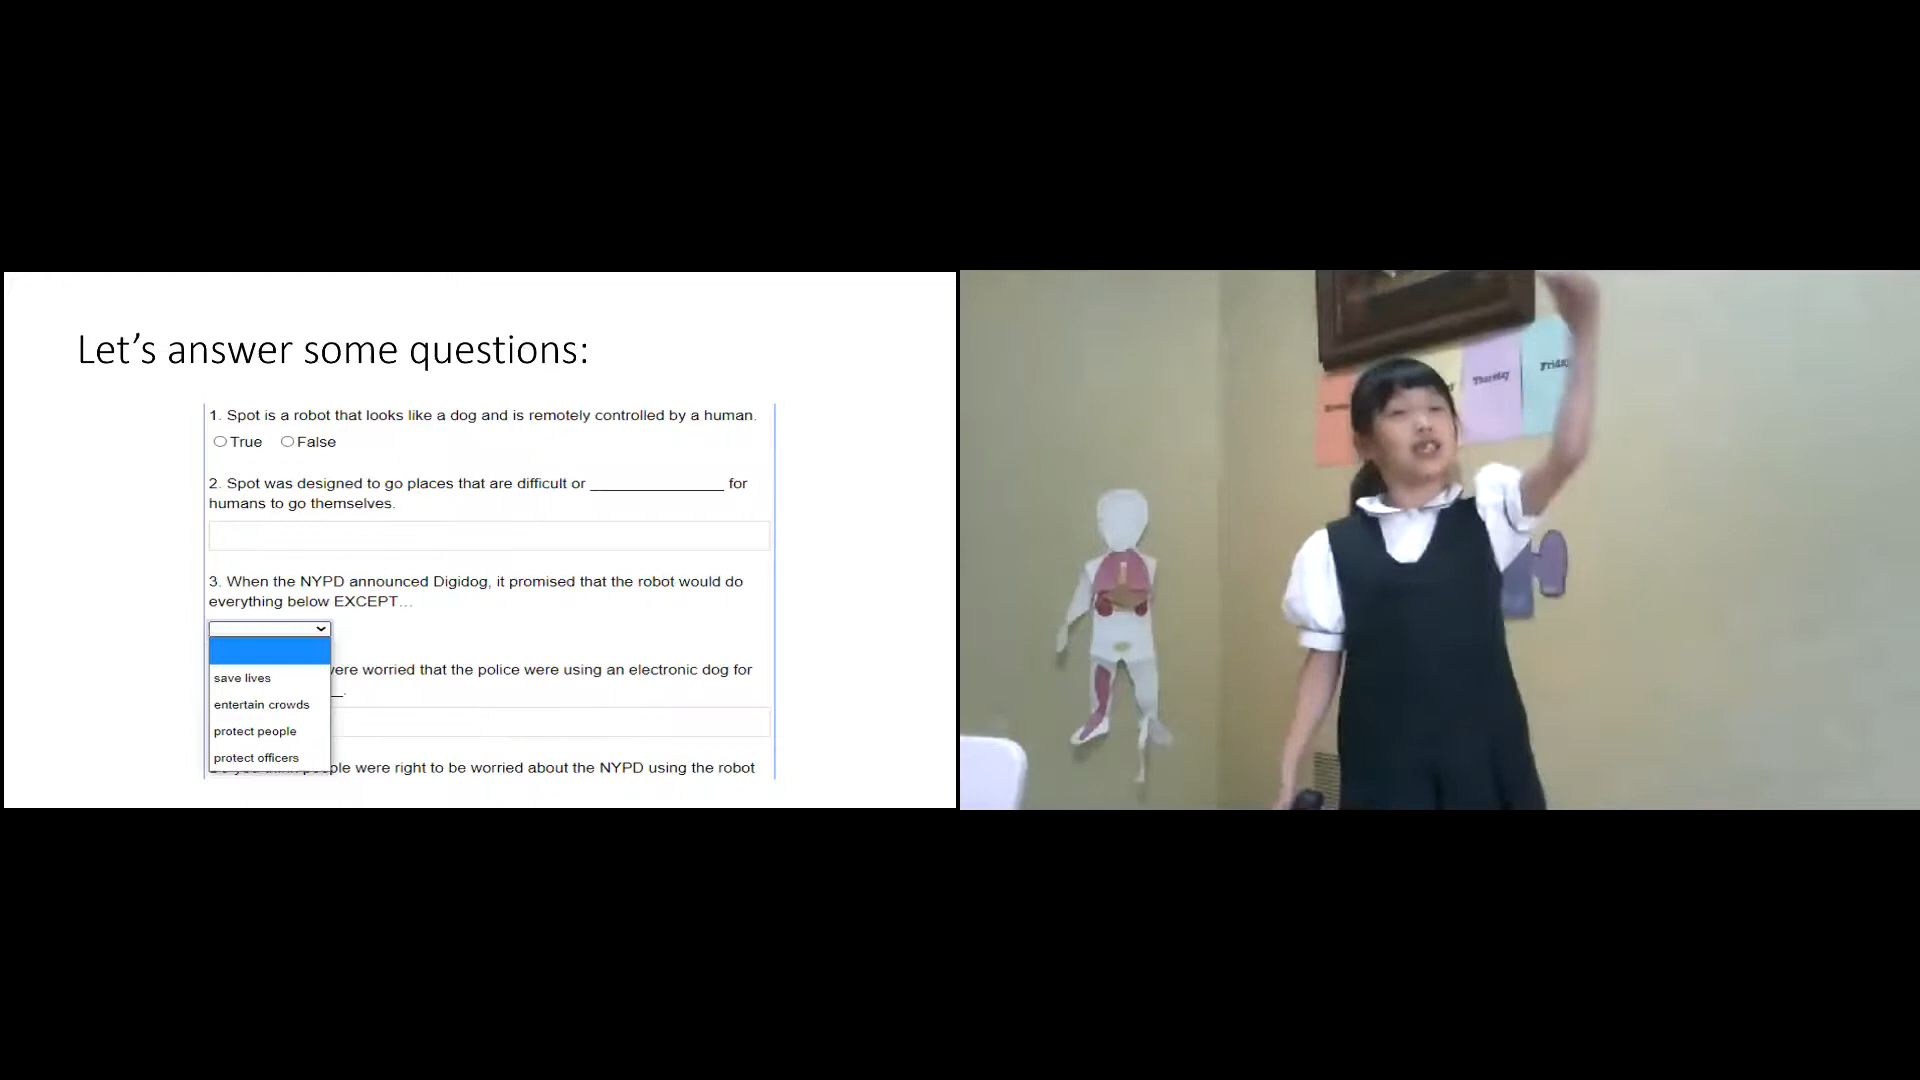 Let's answer some questions:
1. Spot is a robot that looks like a dog and is remotely controlled by a human.
True False
2. Spot was designed to go places that are difficult or ________________ for
humans to go themselves.
3. When the NYPD announced Digidog, it promised that the robot would do
everything below EXCEPT...
were worried that the police were using an electronic dog for
__.
save lives
entertain crowds
protect people
protect officers
were right to be worried about the NYPD using the robot
Thursday
Friday